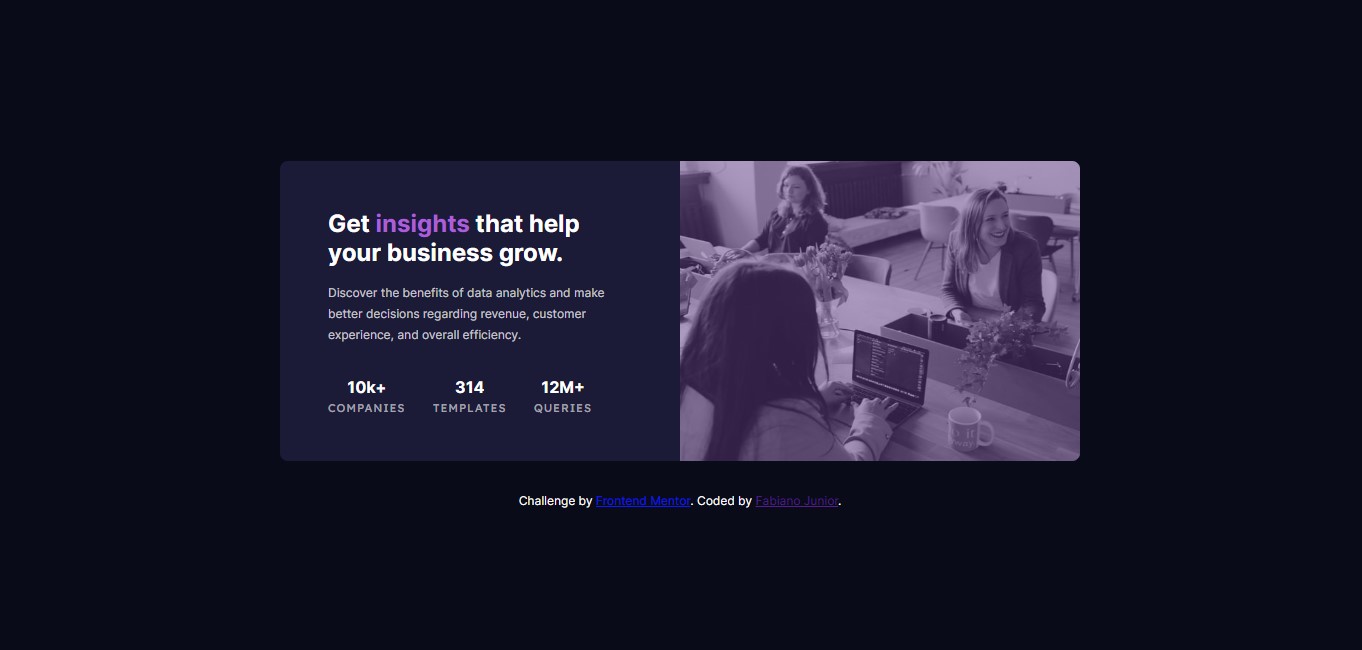 Get insights that help
your business grow.
Discover the benefits of data analytics and make
better decisions regarding revenue, customer
experience, and overall efficiency.
10k+ 314 12M+
COMPANIES TEMPLATES QUERIES
Challenge by Frontend Mentor. Coded by Fabiano Junior.